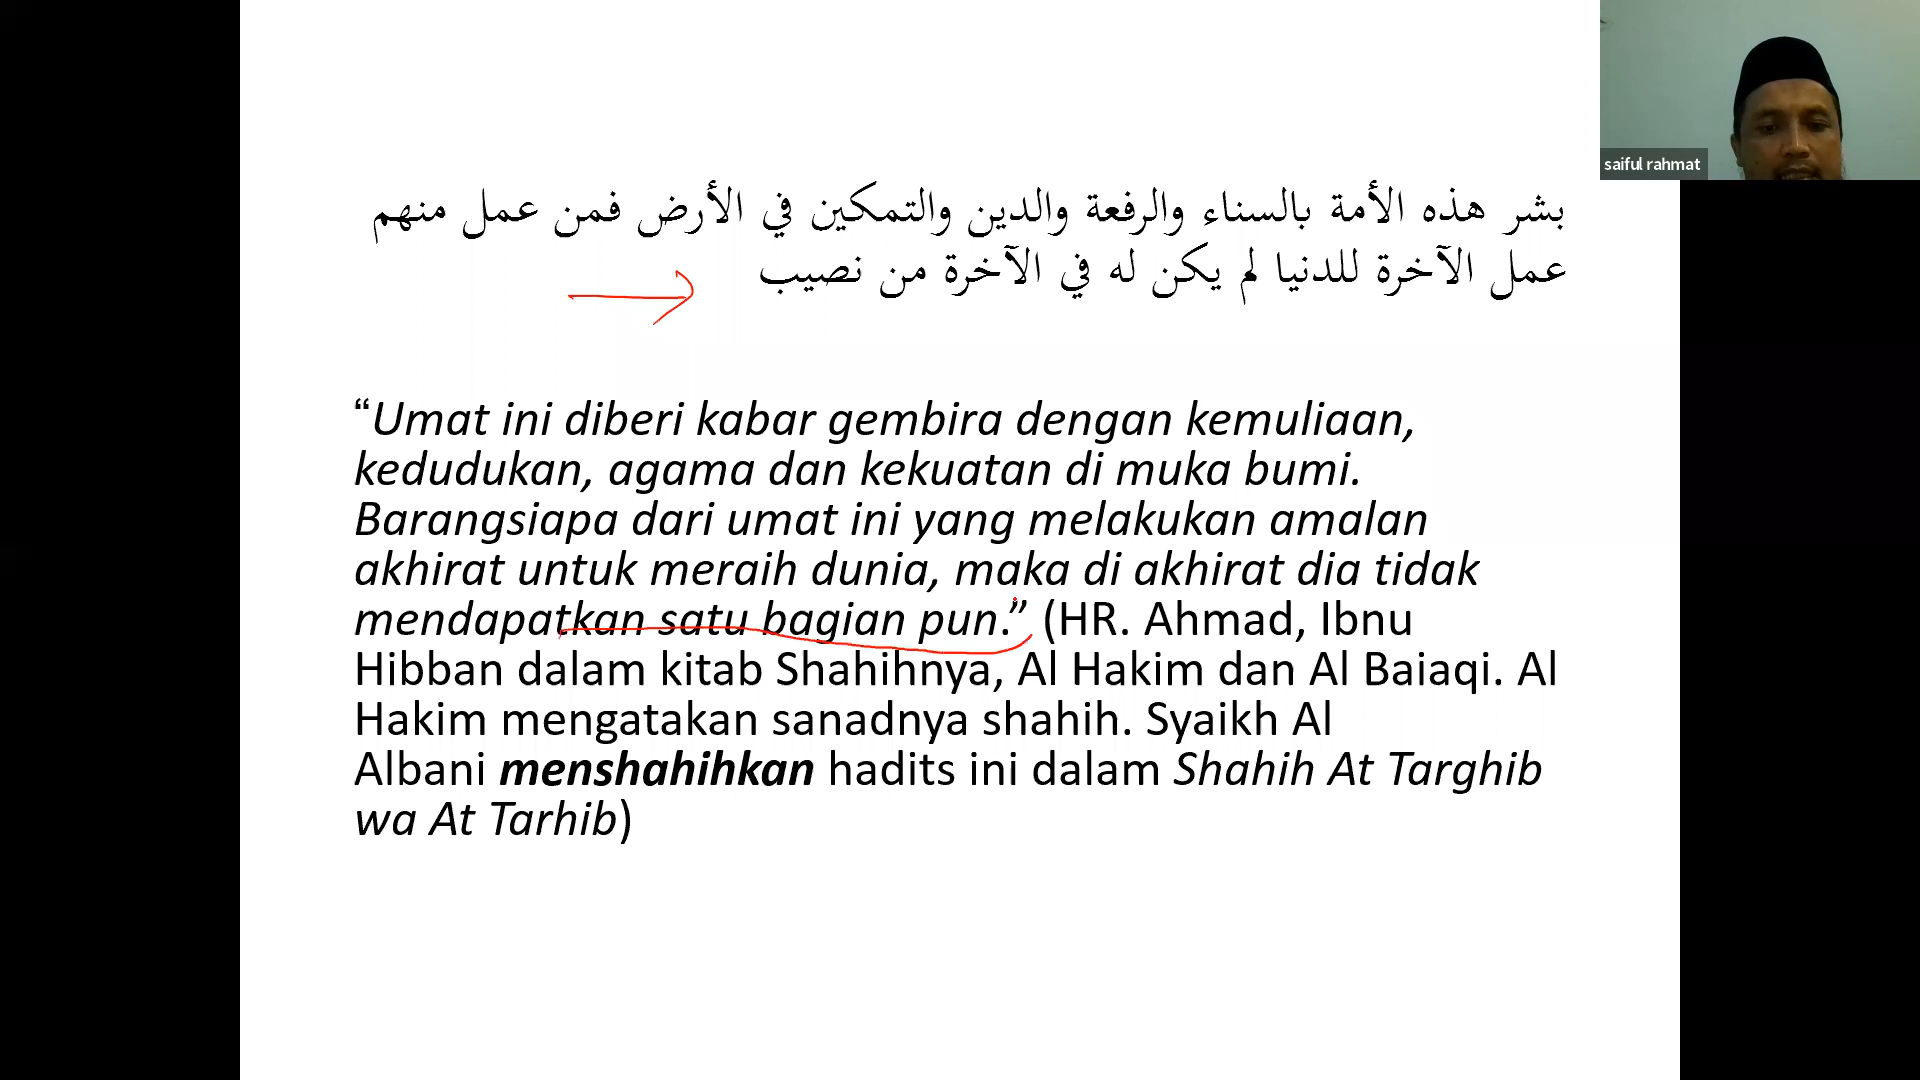 saiful rahmat
بشر هذه الأمة بالسناء والرفعة والدين والتمكين في الأرض فمن عمل منهم
عمل الآخرة للدنيا لم يكن له في الآخرة من نصيب
“Umat ini diberi kabar gembira dengan kemuliaan,
kedudukan, agama dan kekuatan di muka bumi.
Barangsiapa dari umat ini yang melakukan amalan
akhirat untuk meraih dunia, maka di akhirat dia tidak
mendapatkan satu bagian pun.” (HR. Ahmad, Ibnu
Hibban dalam kitab Shahihnya, Al Hakim dan Al Baiaqi. Al
Hakim mengatakan sanadnya shahih. Syaikh Al
Albani menshahihkan hadits ini dalam Shahih At Targhib
wa At Tarhib)